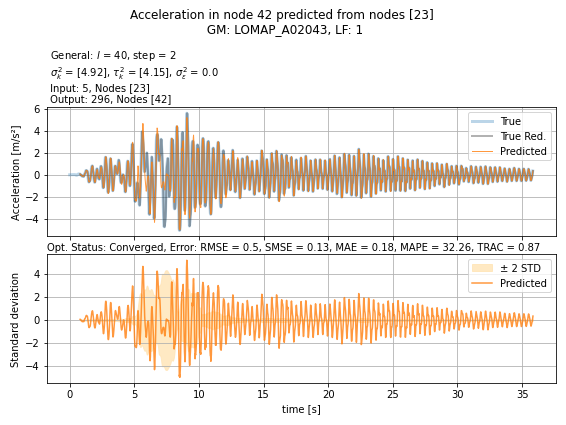 Acceleration in node 42 predicted from nodes [23]
GM: LOMAP_A02043, LF: 1
General: l = 40, step = 2
σ²ₖ = [4.92], τ²ₖ = [4.15], σ²ε = 0.0
Input: 5, Nodes [23]
Output: 296, Nodes [42]
6
4
2
0
−2
−4
Acceleration [m/s²]
True
True Red.
Predicted
Opt. Status: Converged, Error: RMSE = 0.5, SMSE = 0.13, MAE = 0.18, MAPE = 32.26, TRAC = 0.87
4
2
0
−2
−4
Standard deviation
± 2 STD
Predicted
0 5 10 15 20 25 30 35
time [s]